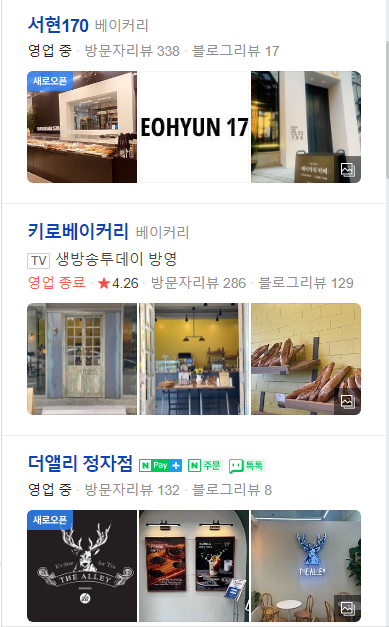 서현170 베이커리
영업 중 · 방문자리뷰 338 · 블로그리뷰 17
새로오픈
EOHYUN 17
키로베이커리 베이커리
TV 생방송투데이 방영
영업 종료 · ★4.26 · 방문자리뷰 286 · 블로그리뷰 129
더앨리 정자점 N Pay + N 주문 톡톡
영업 중 · 방문자리뷰 132 · 블로그리뷰 8
새로오픈
It's time for Tea
THE ALLEY
THE ALLEY